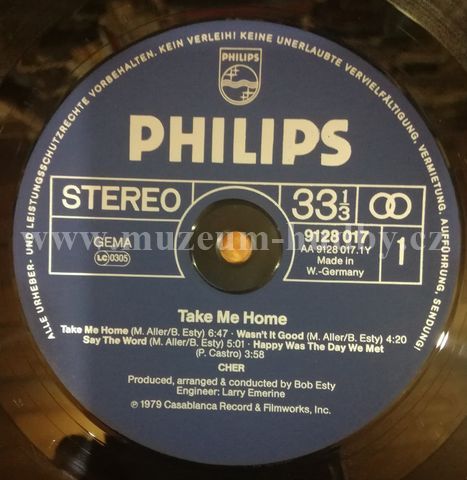 ALLE URHEBER- UND LEISTUNGSSCHUTZRECHTE VORBEHALTEN. KEIN VERLEIH! KEINE UNERLAUBTE VERVIELFÄLTIGUNG, VERMIETUNG, AUFFÜHRUNG, SENDUNG!
PHILIPS
PHILIPS
STEREO
33 1/3
GEMA
LC 0305
9128 017
AA 9128 017.1Y
Made in
W.-Germany
1
www.muzeum-hudby.cz
Take Me Home
Take Me Home (M. Aller/B. Esty) 6:47 · Wasn't It Good (M. Aller/B. Esty) 4:20
Say The Word (M. Aller/B. Esty) 5:01 · Happy Was The Day We Met
(P. Castro) 3:58
CHER
Produced, arranged & conducted by Bob Esty
Engineer: Larry Emerine
℗ 1979 Casablanca Record & Filmworks, Inc.